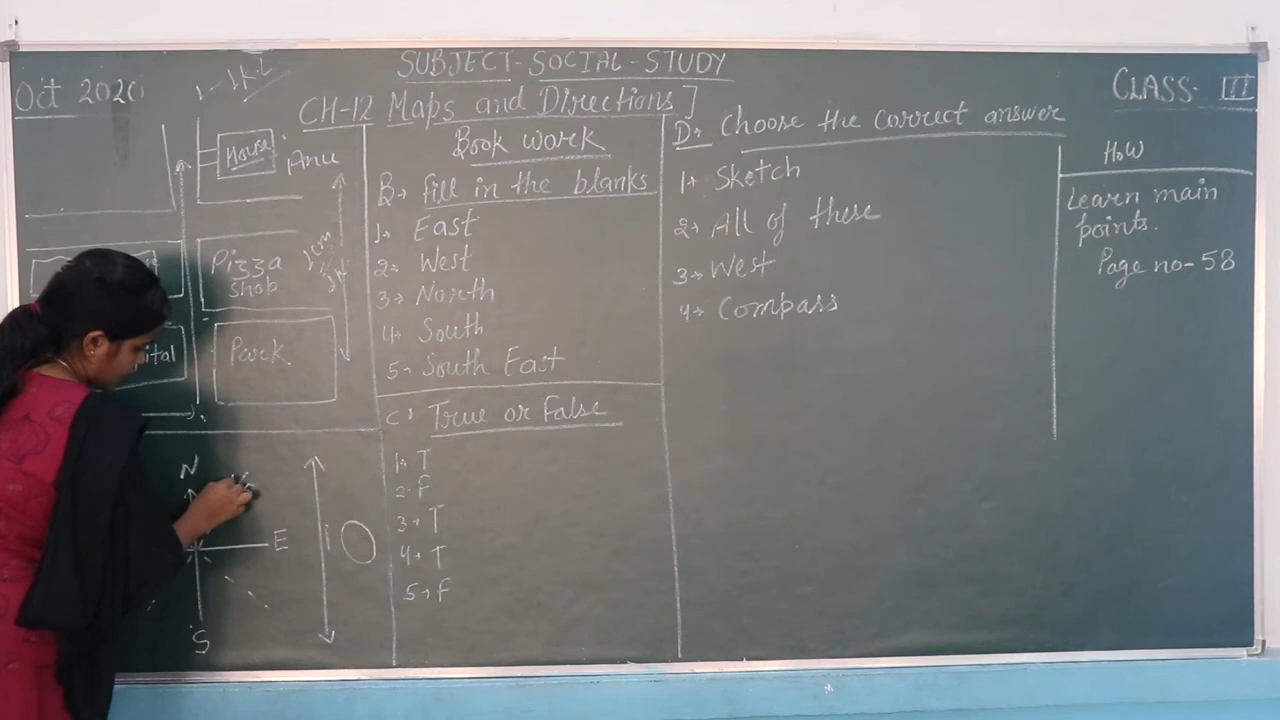 SUBJECT-SOCIAL-STUDY
Oct 2020
CLASS- III
CH-12 Maps and Directions]
House
Anu
Pizza
shop
Park
ital
N
E
S
Book work
B→ fill in the blanks
1→ East
2→ West
3→ North
4→ South
5→ South East
C→ True or False
1→ T
2→ F
3→ T
4→ T
5→ F
D→ Choose the correct answer
1→ Sketch
2→ All of these
3→ West
4→ Compass
HoW
Learn main
points.
Page no-58